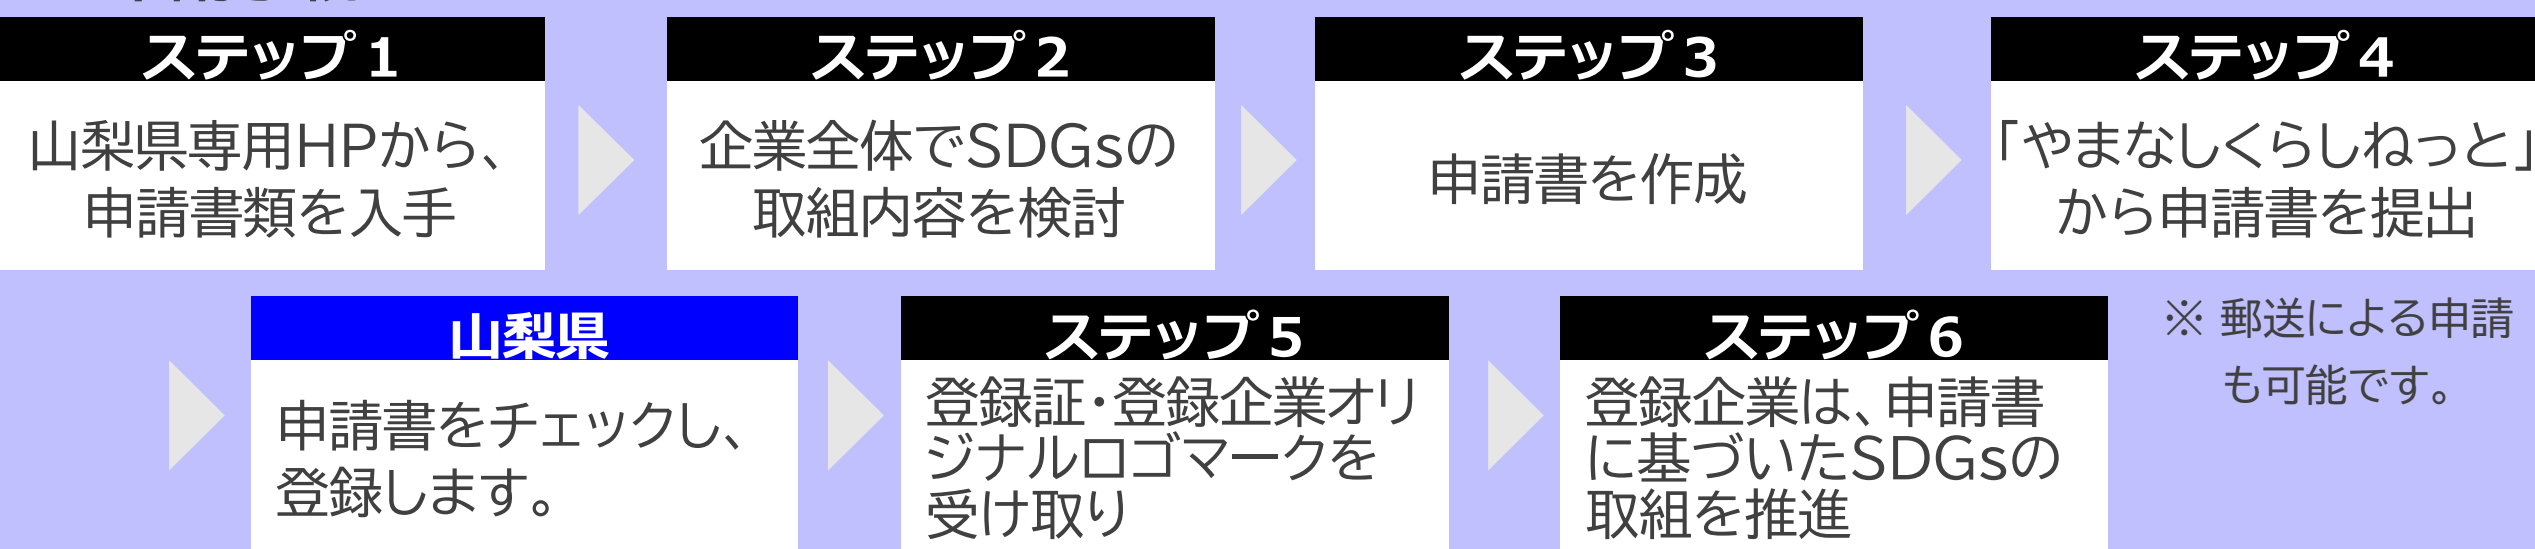 ステップ1
山梨県専用HPから、
申請書類を入手
ステップ2
企業全体でSDGsの
取組内容を検討
ステップ3
申請書を作成
ステップ4
「やまなしくらしねっと」
から申請書を提出
山梨県
申請書をチェックし、
登録します。
ステップ5
登録証・登録企業オリ
ジナルロゴマークを
受け取り
ステップ6
登録企業は、申請書
に基づいたSDGsの
取組を推進
※ 郵送による申請
も可能です。